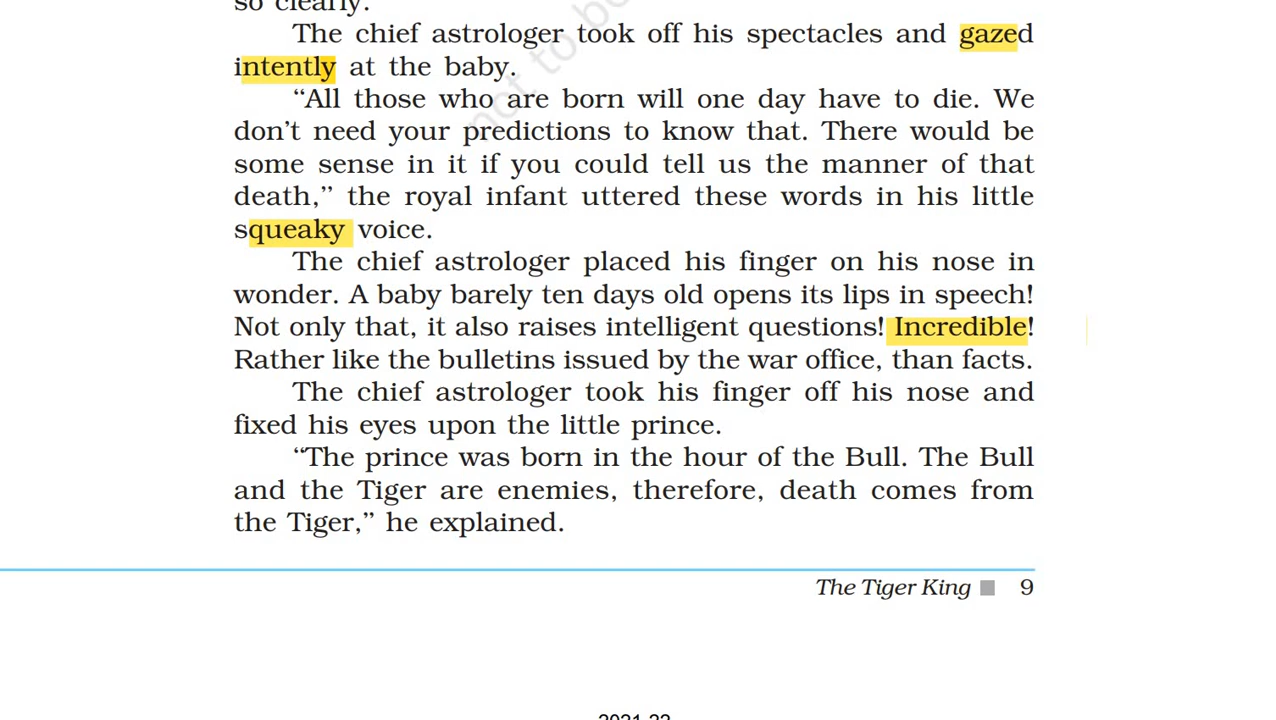 so clearly.
The chief astrologer took off his spectacles and gazed
intently at the baby.
“All those who are born will one day have to die. We
don’t need your predictions to know that. There would be
some sense in it if you could tell us the manner of that
death,’’ the royal infant uttered these words in his little
squeaky voice.
The chief astrologer placed his finger on his nose in
wonder. A baby barely ten days old opens its lips in speech!
Not only that, it also raises intelligent questions! Incredible!
Rather like the bulletins issued by the war office, than facts.
The chief astrologer took his finger off his nose and
fixed his eyes upon the little prince.
“The prince was born in the hour of the Bull. The Bull
and the Tiger are enemies, therefore, death comes from
the Tiger,’’ he explained.
The Tiger King 9
2021-22
not to be